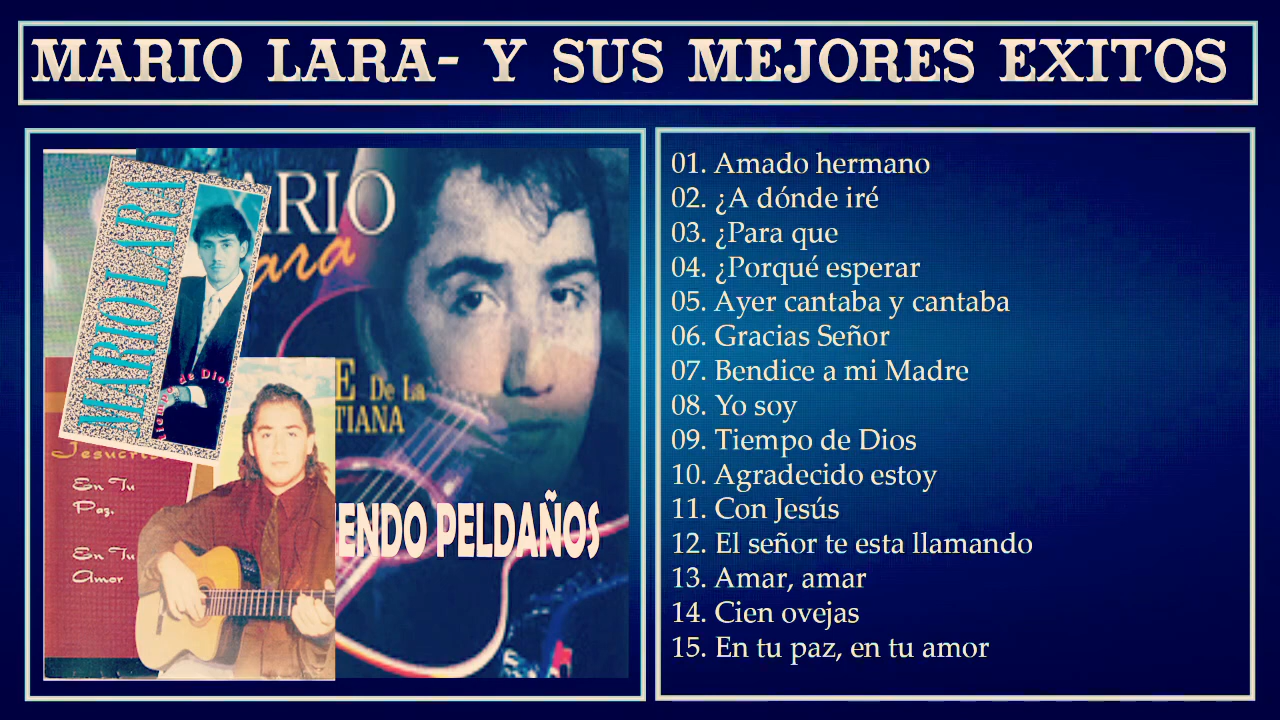 MARIO LARA- Y SUS MEJORES EXITOS
MARIO LARA
tiempo de Dios
ARIO
ara
E De La
TIANA
ENDO PELDAÑOS
En Tu
Paz,
En Tu
Amor
01. Amado hermano
02. ¿A dónde iré
03. ¿Para que
04. ¿Porqué esperar
05. Ayer cantaba y cantaba
06. Gracias Señor
07. Bendice a mi Madre
08. Yo soy
09. Tiempo de Dios
10. Agradecido estoy
11. Con Jesús
12. El señor te esta llamando
13. Amar, amar
14. Cien ovejas
15. En tu paz, en tu amor